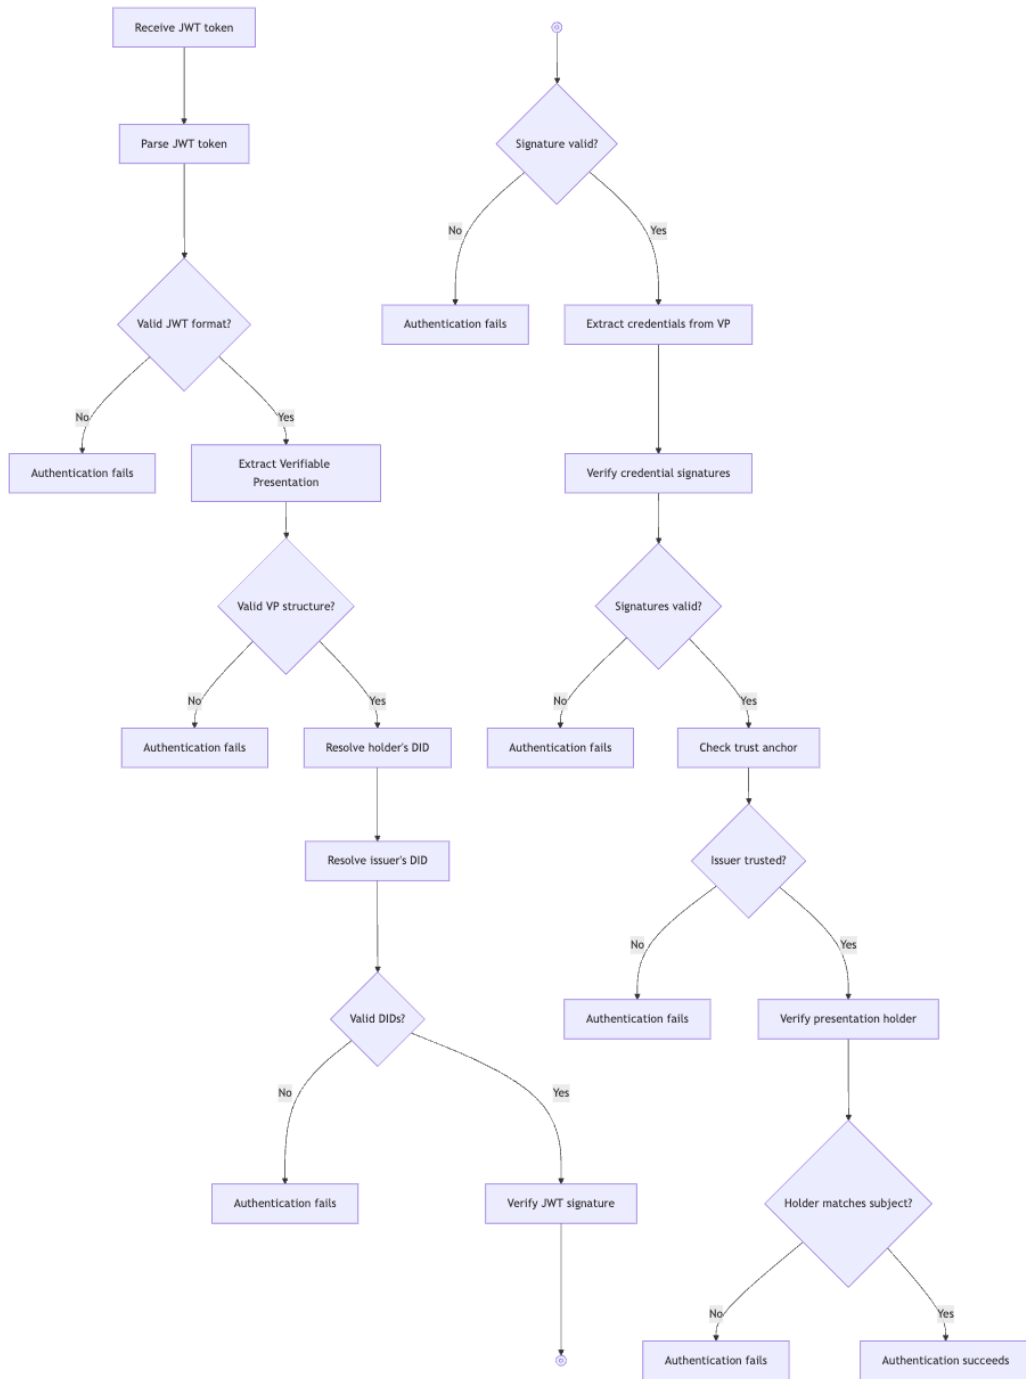 Receive JWT token
Parse JWT token
Valid JWT format?
No
Yes
Authentication fails
Extract Verifiable
Presentation
Valid VP structure?
No
Yes
Authentication fails
Resolve holder's DID
Resolve issuer's DID
Valid DIDs?
No
Yes
Authentication fails
Verify JWT signature
Signature valid?
No
Yes
Authentication fails
Extract credentials from VP
Verify credential signatures
Signatures valid?
No
Yes
Authentication fails
Check trust anchor
Issuer trusted?
No
Yes
Authentication fails
Verify presentation holder
Holder matches subject?
No
Yes
Authentication fails
Authentication succeeds